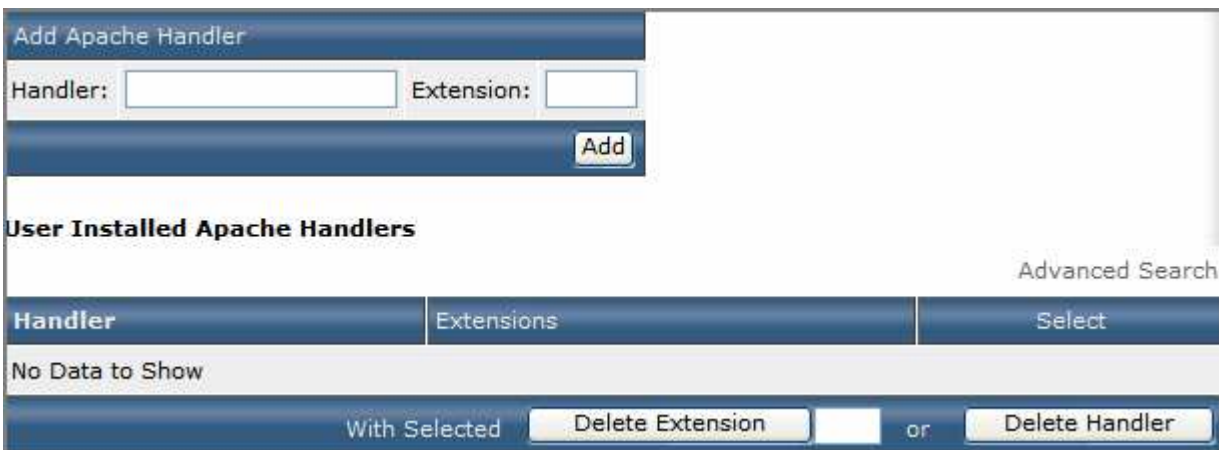 Add Apache Handler
Handler: Extension:
Add
User Installed Apache Handlers
Advanced Search
Handler Extensions Select
No Data to Show
With Selected Delete Extension or Delete Handler